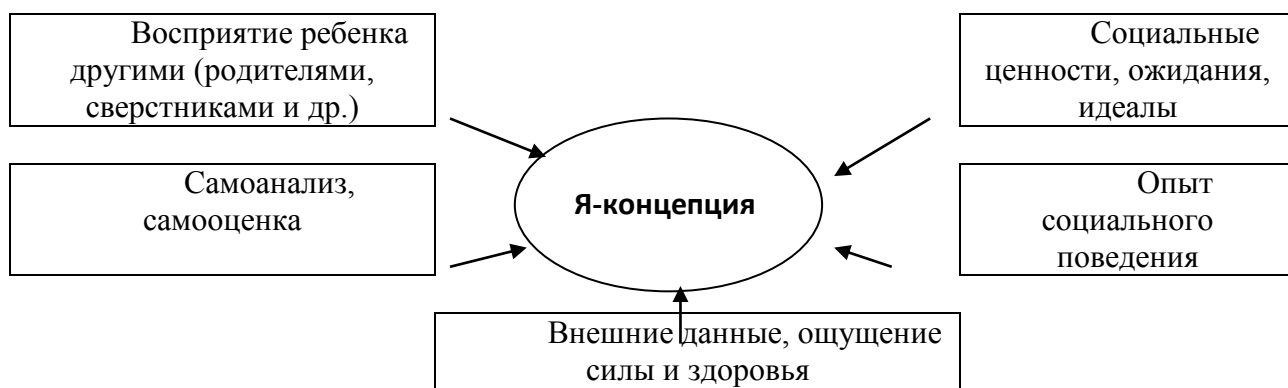 Восприятие ребенка
другими (родителями,
сверстниками и др.)
Социальные
ценности, ожидания,
идеалы
Самоанализ,
самооценка
Я-концепция
Опыт
социального
поведения
Внешние данные, ощущение
силы и здоровья